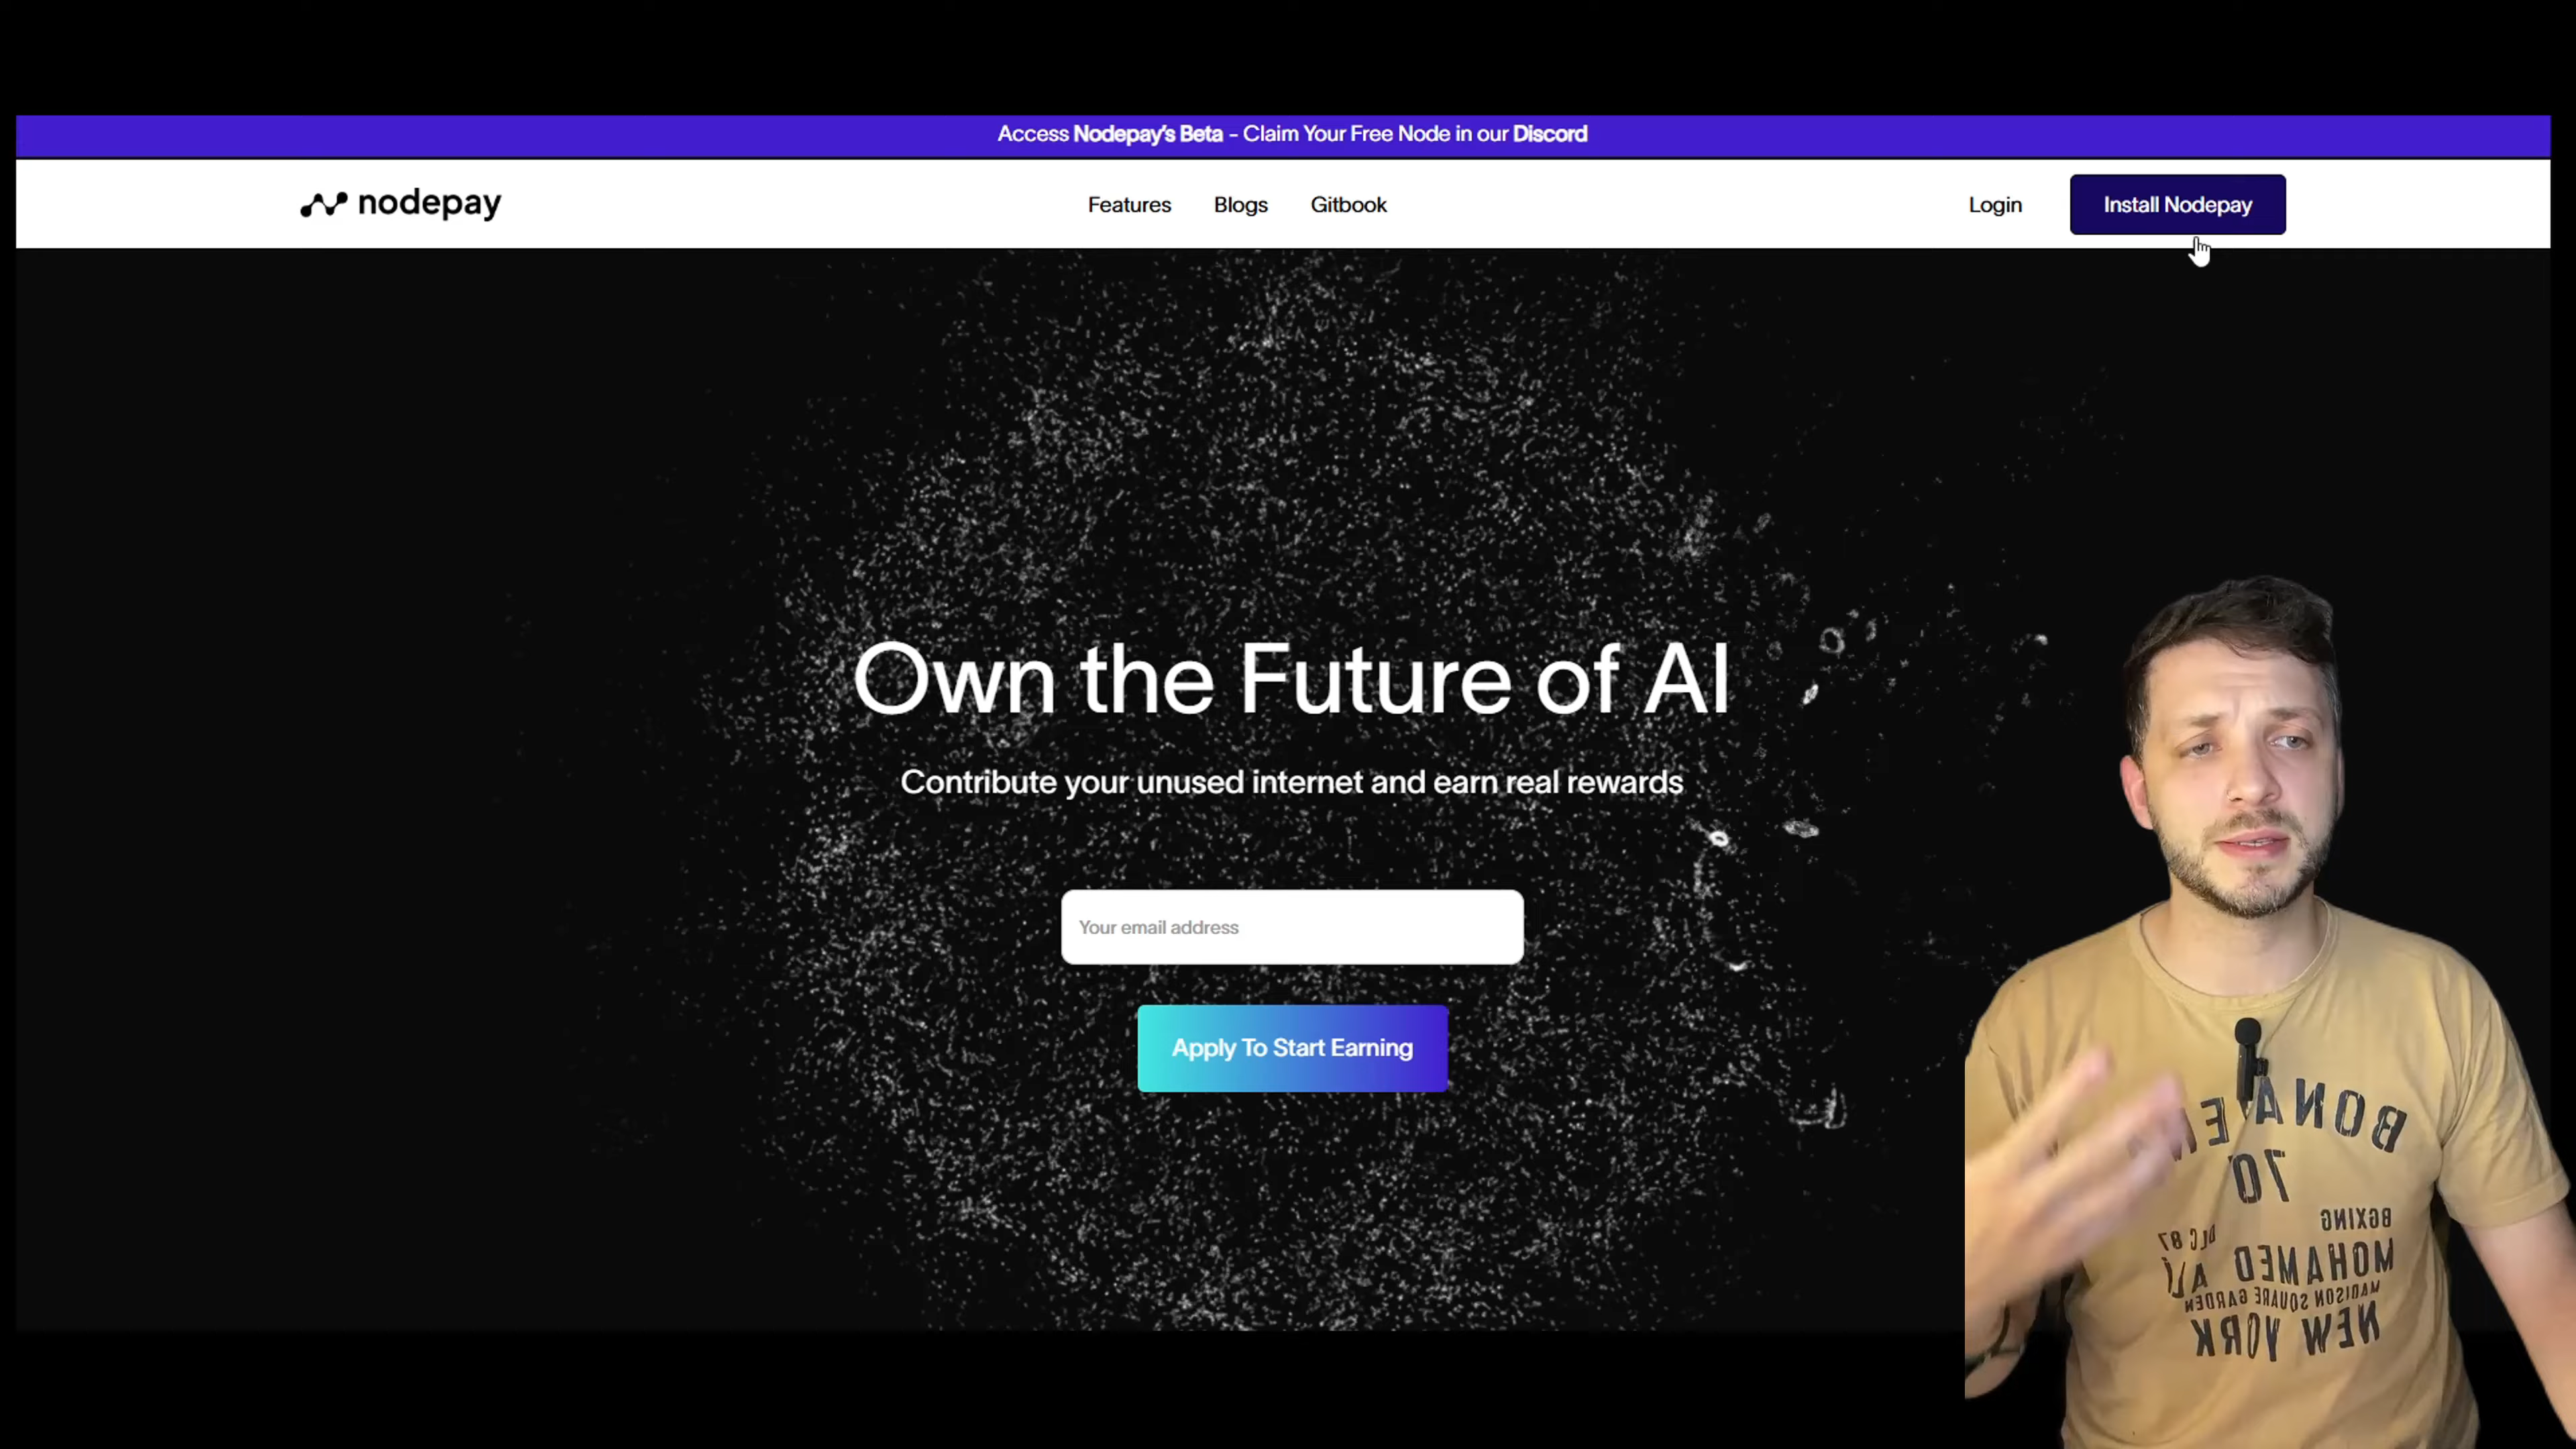 Access Nodepay's Beta - Claim Your Free Node in our Discord
nodepay
Features
Blogs
Gitbook
Login
Install Nodepay
Own the Future of AI
Contribute your unused internet and earn real rewards
Your email address
Apply To Start Earning
70
MOHAMED
ALI
MADISON SQUARE GARDEN
NEW YORK